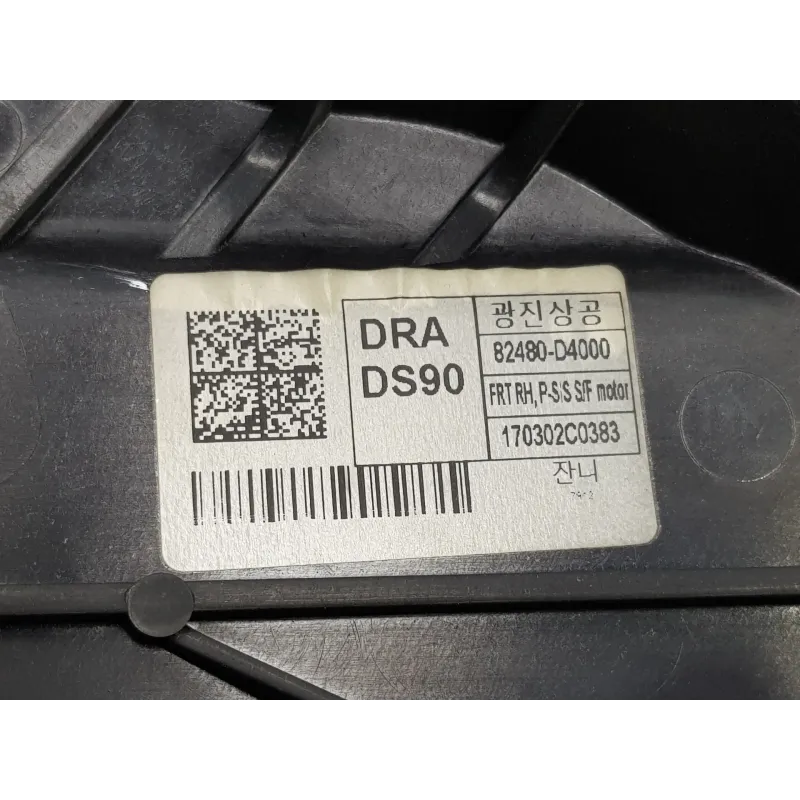 DRA
DS90
광진상공
82480-D4000
FRT RH, P-S/S S/F motor
170302C0383
잔니